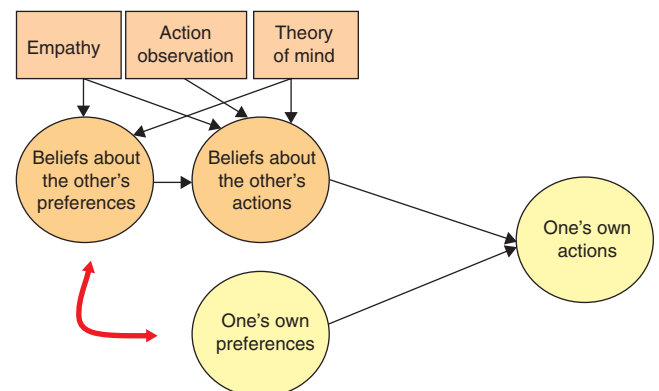 Empathy
Action
observation
Theory
of mind
Beliefs about
the other's
preferences
Beliefs about
the other's
actions
One's own
actions
One's own
preferences